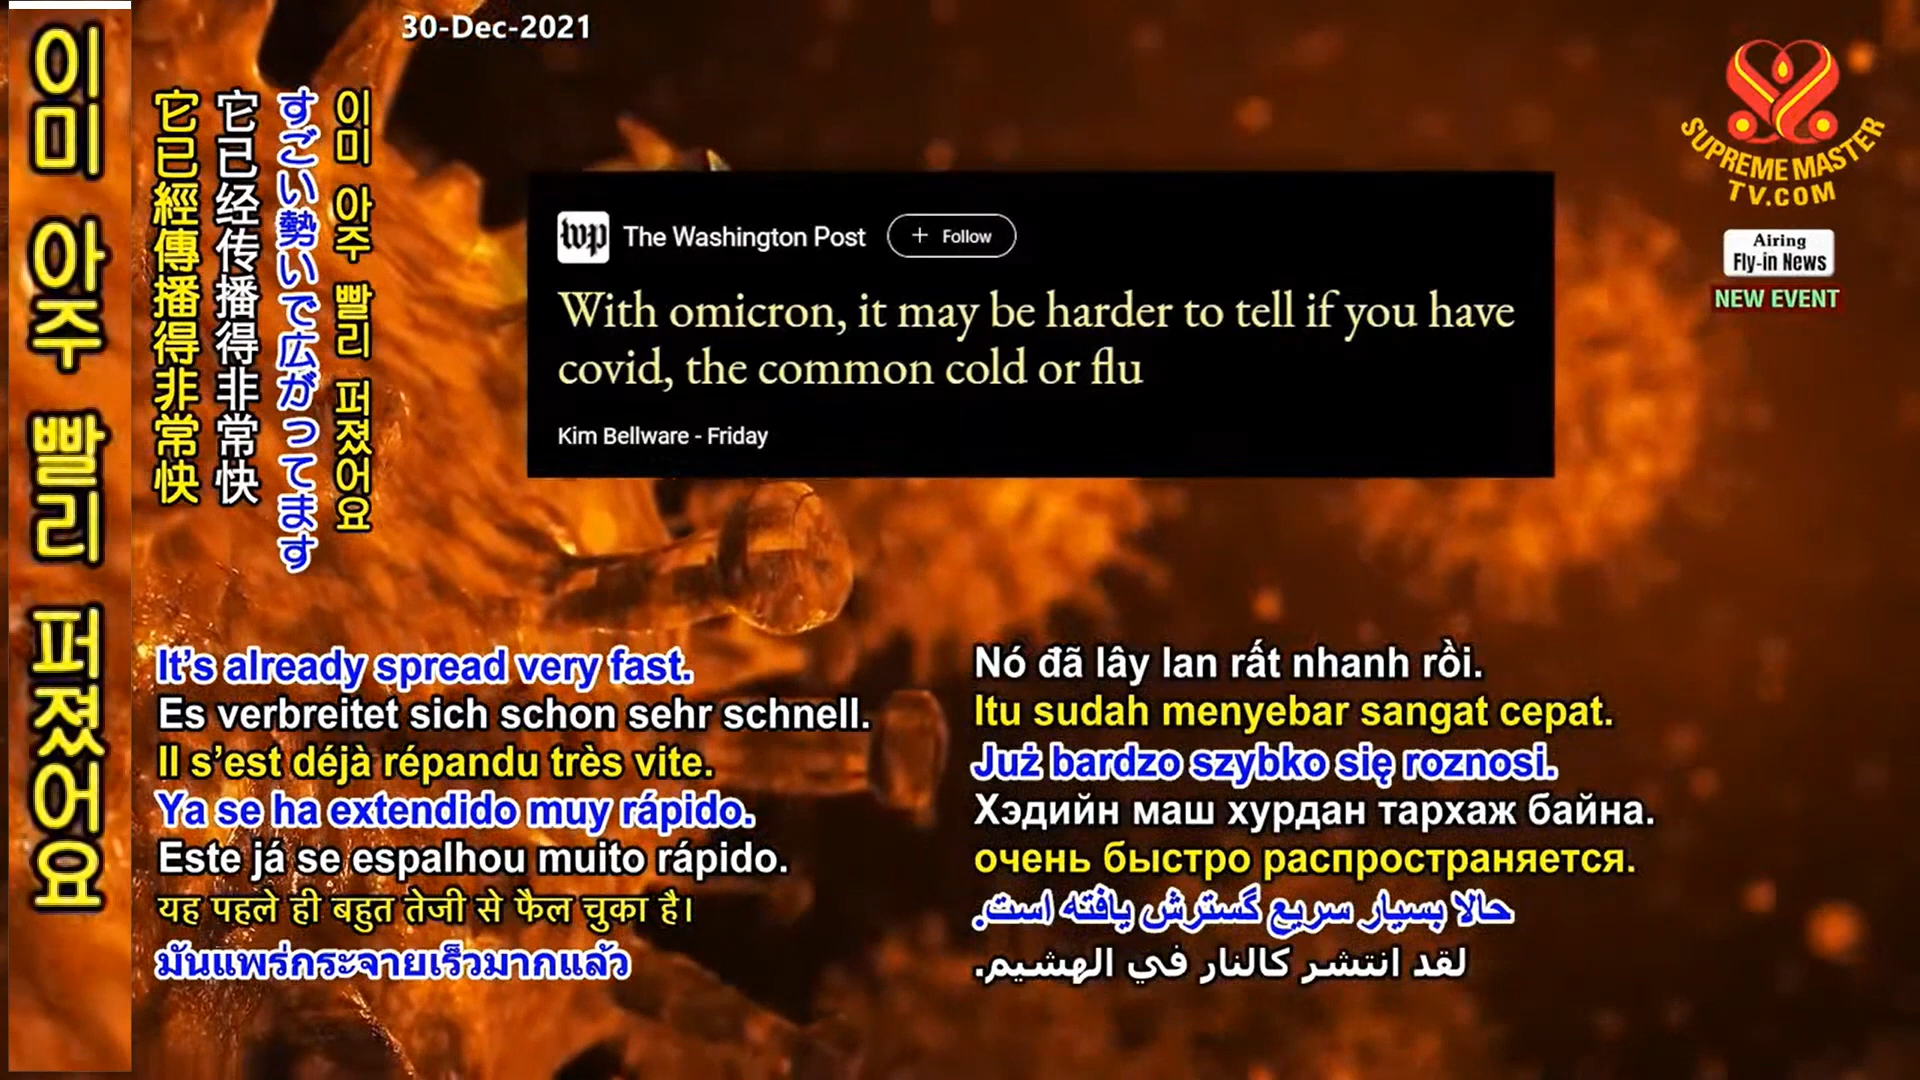 30-Dec-2021
이미 아주 빨리 퍼졌어요
它已經傳播得非常快
它已经传播得非常快
すごい勢いで広がってます
이미 아주 빨리 퍼졌어요
wp The Washington Post + Follow
With omicron, it may be harder to tell if you have
covid, the common cold or flu
Kim Bellware - Friday
SUPREME MASTER
TV.COM
Airing
Fly-in News
NEW EVENT
It's already spread very fast.
Es verbreitet sich schon sehr schnell.
Il s'est déjà répandu très vite.
Ya se ha extendido muy rápido.
Este já se espalhou muito rápido.
यह पहले ही बहुत तेजी से फैल चुका है।
มันแพร่กระจายเร็วมากแล้ว
Nó đã lây lan rất nhanh rồi.
Itu sudah menyebar sangat cepat.
Już bardzo szybko się roznosi.
Хэдийн маш хурдан тархаж байна.
очень быстро распространяется.
حالا بسیار سریع گسترش یافته است.
لقد انتشر كالنار في الهشيم.